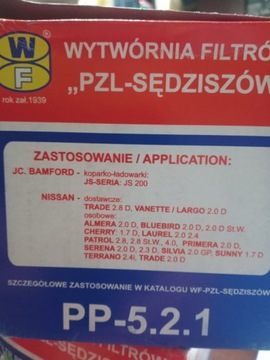 WF
rok zał.1939
WYTWÓRNIA FILTRÓ
„PZL-SĘDZISZÓW
ZASTOSOWANIE / APPLICATION:
JC. BAMFORD - koparko-ładowarki:
JS-SERIA: JS 200
NISSAN - dostawcze:
TRADE 2.8 D, VANETTE / LARGO 2.0 D
osobowe:
ALMERA 2.0 D, BLUEBIRD 2.0 D, 2.0 D St.W.
CHERRY: 1.7 D, LAUREL 2.0 2.4
PATROL 2.8, 2.8 St.W., 4.0, PRIMERA 2.0 D,
SERENA 2.0 D, 2.3 D, SILVIA 2.0 GP, SUNNY 1.7 D
TERRANO 2.4i, TRADE 2.0 D
SZCZEGÓŁOWE ZASTOSOWANIE W KATALOGU WF-PZL-SĘDZISZÓW
PP-5.2.1